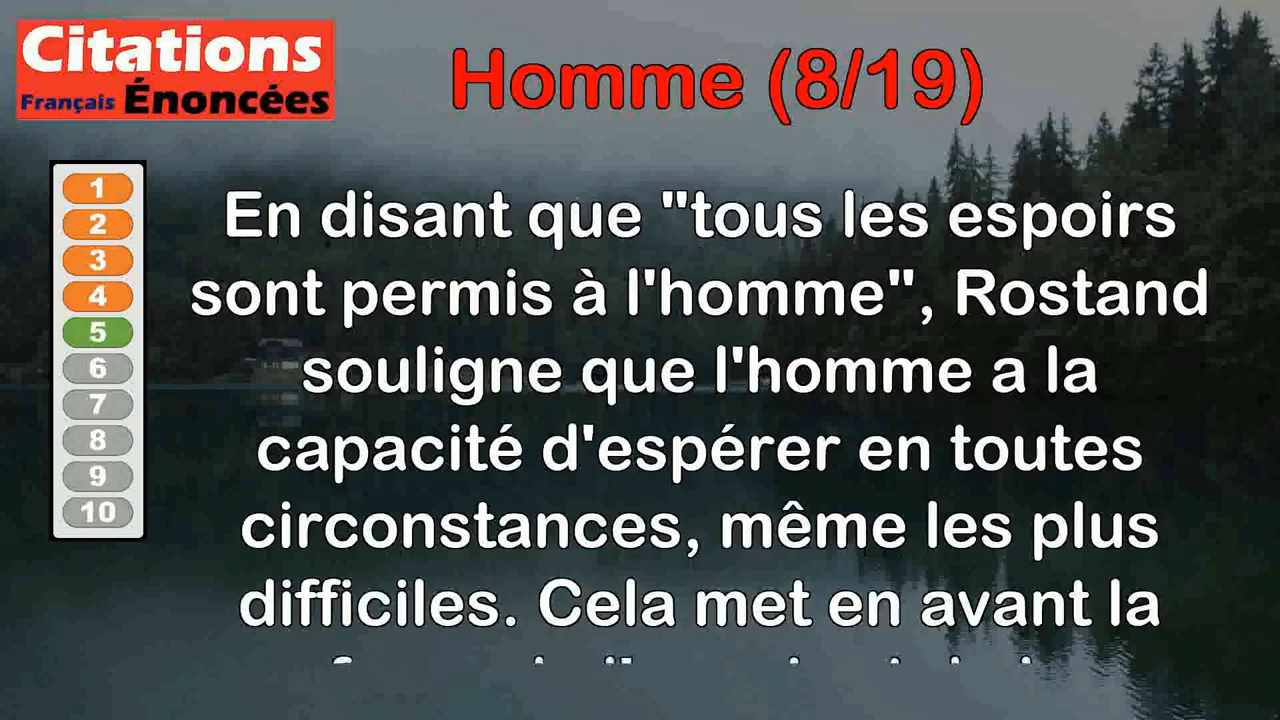 Citations
Français Énoncées
Homme (8/19)
1
2
3
4
5
6
7
8
9
10
En disant que "tous les espoirs
sont permis à l'homme", Rostand
souligne que l'homme a la
capacité d'espérer en toutes
circonstances, même les plus
difficiles. Cela met en avant la